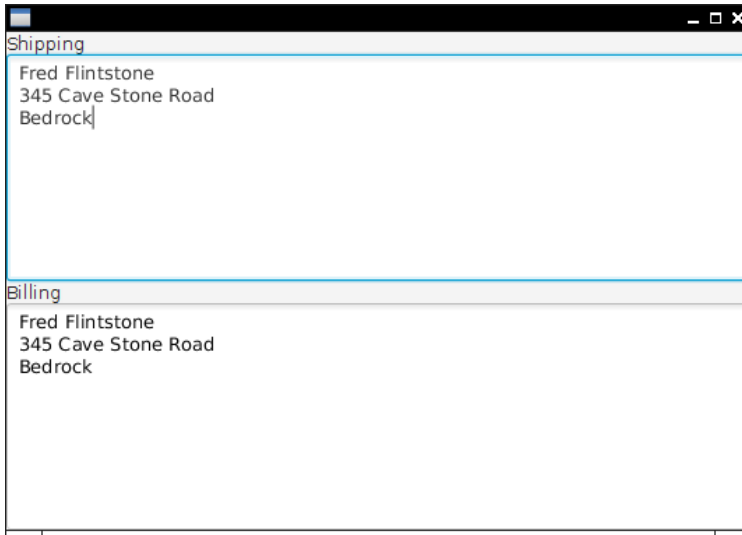 Shipping
Fred Flintstone
345 Cave Stone Road
Bedrock
Billing
Fred Flintstone
345 Cave Stone Road
Bedrock